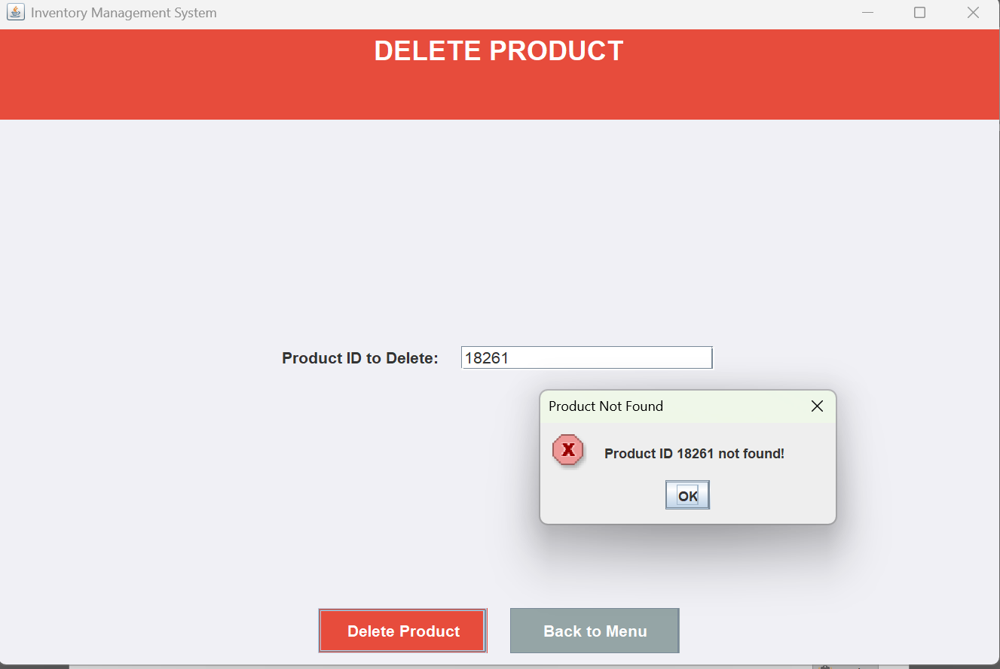 Inventory Management System
DELETE PRODUCT
Product ID to Delete: 18261
Product Not Found
X
Product ID 18261 not found!
OK
Delete Product
Back to Menu